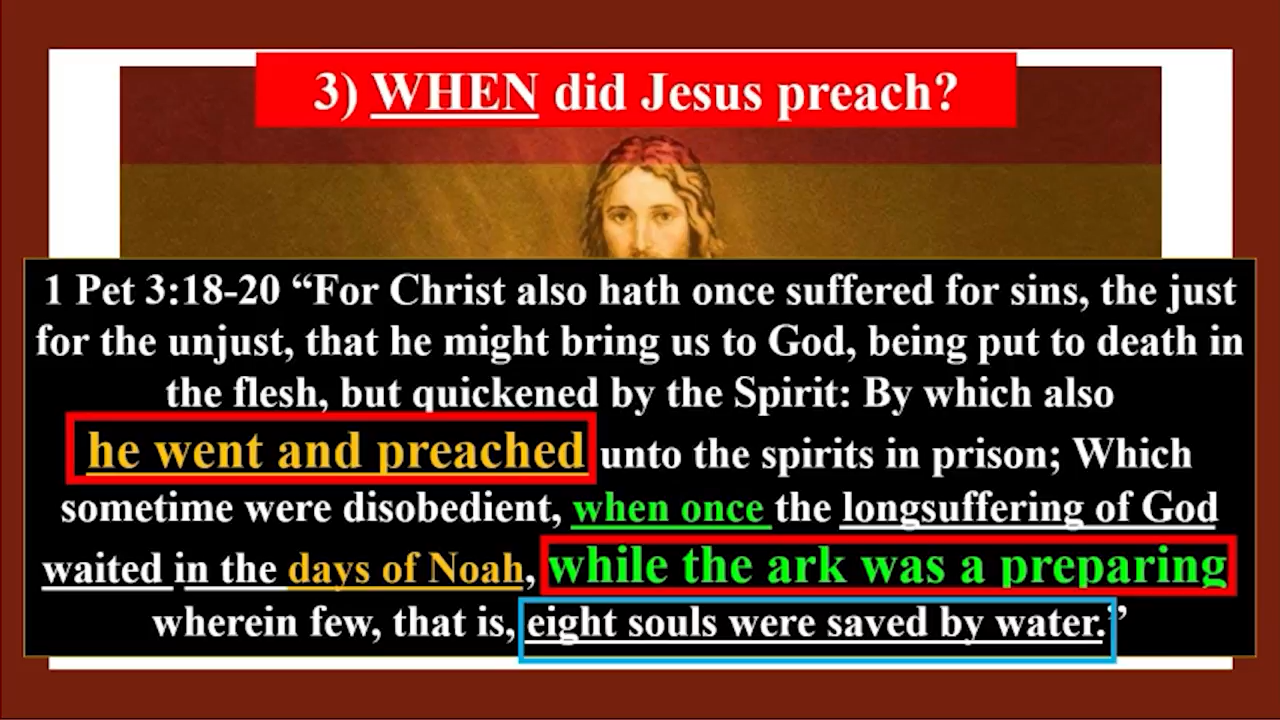 3) WHEN did Jesus preach?
1 Pet 3:18-20 “For Christ also hath once suffered for sins, the just
for the unjust, that he might bring us to God, being put to death in
the flesh, but quickened by the Spirit: By which also
he went and preached unto the spirits in prison; Which
sometime were disobedient, when once the longsuffering of God
waited in the days of Noah, while the ark was a preparing
wherein few, that is, eight souls were saved by water.”